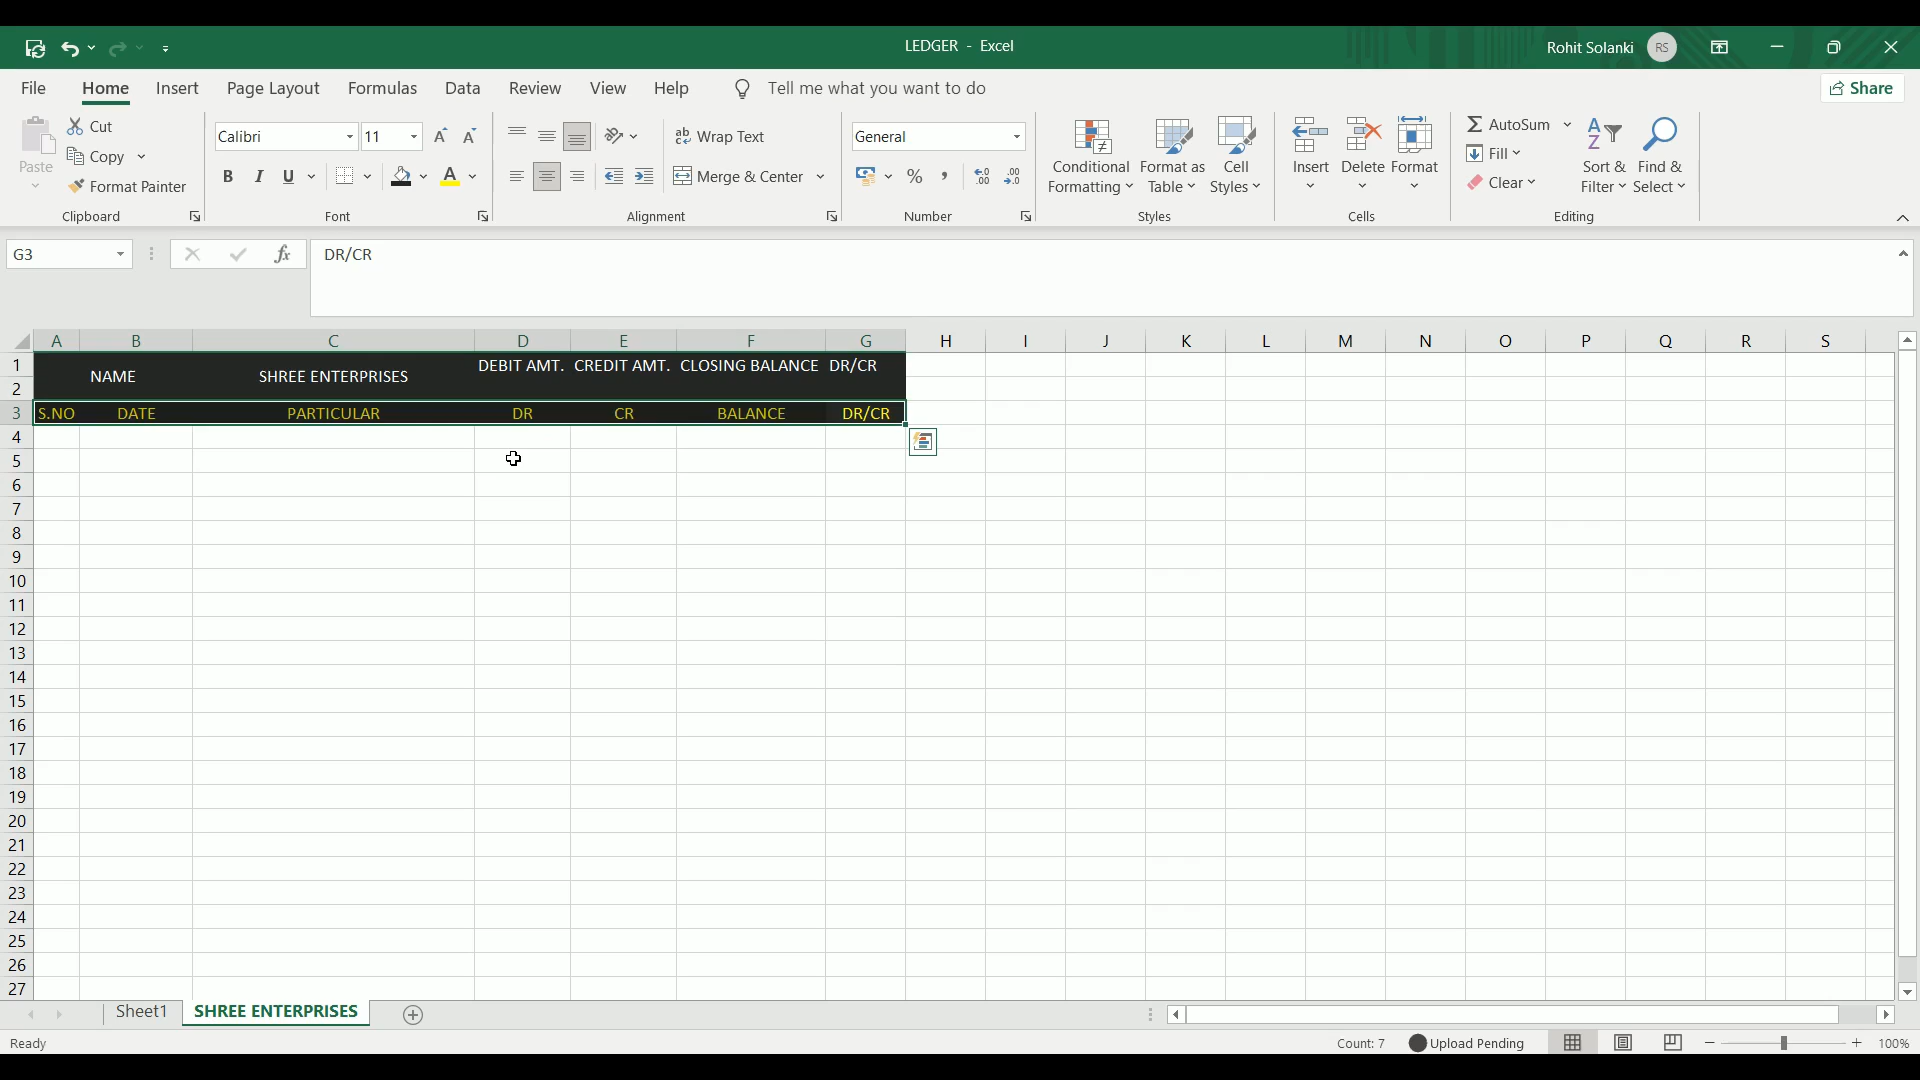 LEDGER - Excel
Rohit Solanki
RS
File Home Insert Page Layout Formulas Data Review View Help Tell me what you want to do
Share
Paste
Cut
Copy
Format Painter
Clipboard
Calibri 11
B I U A
Font
ab Wrap Text
Merge & Center
Alignment
General
% , .00 .00
Number
Conditional Formatting
Format as Table
Cell Styles
Styles
Insert Delete Format
Cells
AutoSum
Fill
Clear
Sort & Filter
Find & Select
Editing
G3 fx DR/CR
A B C D E F G H I J K L M N O P Q R S
1 NAME SHREE ENTERPRISES DEBIT AMT. CREDIT AMT. CLOSING BALANCE DR/CR
2
3 S.NO DATE PARTICULAR DR CR BALANCE DR/CR
4
5
6
7
8
9
10
11
12
13
14
15
16
17
18
19
20
21
22
23
24
25
26
27
Sheet1 SHREE ENTERPRISES
Ready Count: 7 Upload Pending 100%